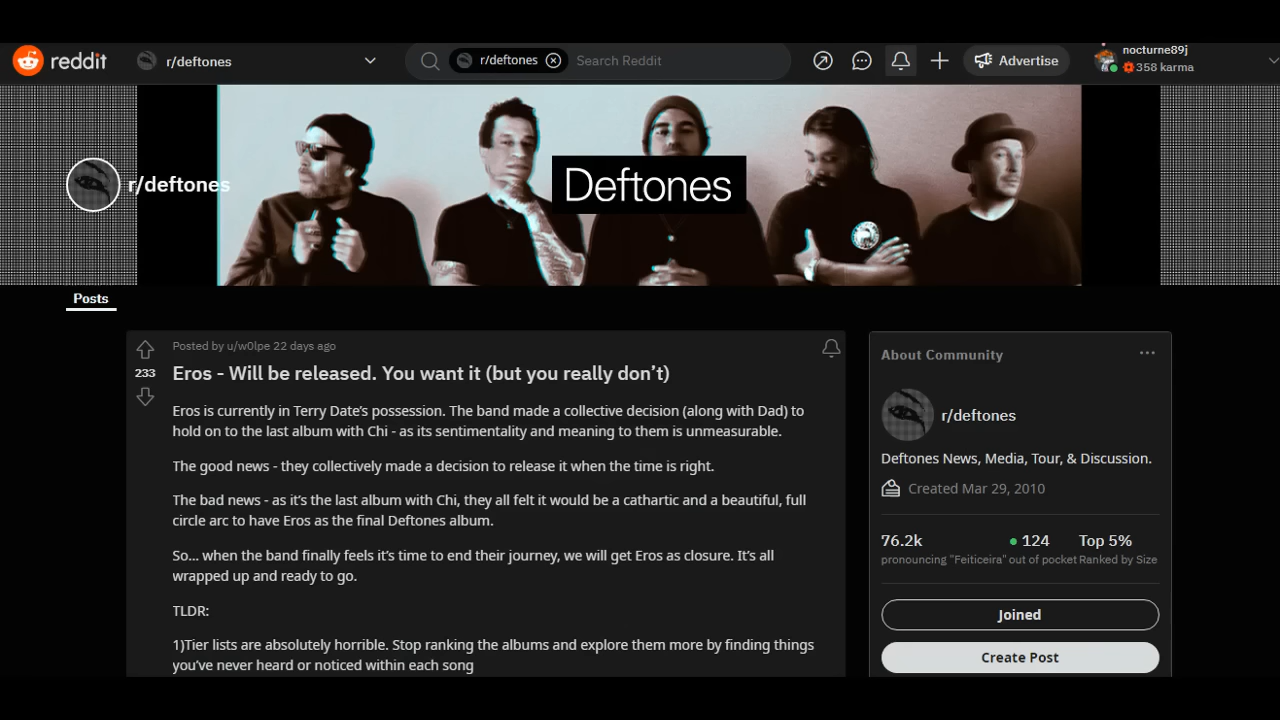 reddit
r/deftones
r/deftones
Search Reddit
Advertise
nocturne89j
358 karma
r/deftones
Deftones
Posts
Posted by u/w0lpe 22 days ago
233
Eros - Will be released. You want it (but you really don’t)
Eros is currently in Terry Date’s possession. The band made a collective decision (along with Dad) to
hold on to the last album with Chi - as its sentimentality and meaning to them is unmeasurable.
The good news - they collectively made a decision to release it when the time is right.
The bad news - as it’s the last album with Chi, they all felt it would be a cathartic and a beautiful, full
circle arc to have Eros as the final Deftones album.
So... when the band finally feels it’s time to end their journey, we will get Eros as closure. It’s all
wrapped up and ready to go.
TLDR:
1)Tier lists are absolutely horrible. Stop ranking the albums and explore them more by finding things
you’ve never heard or noticed within each song
About Community
r/deftones
Deftones News, Media, Tour, & Discussion.
Created Mar 29, 2010
76.2k 124 Top 5%
pronouncing "Feiticeira" out of pocket Ranked by Size
Joined
Create Post